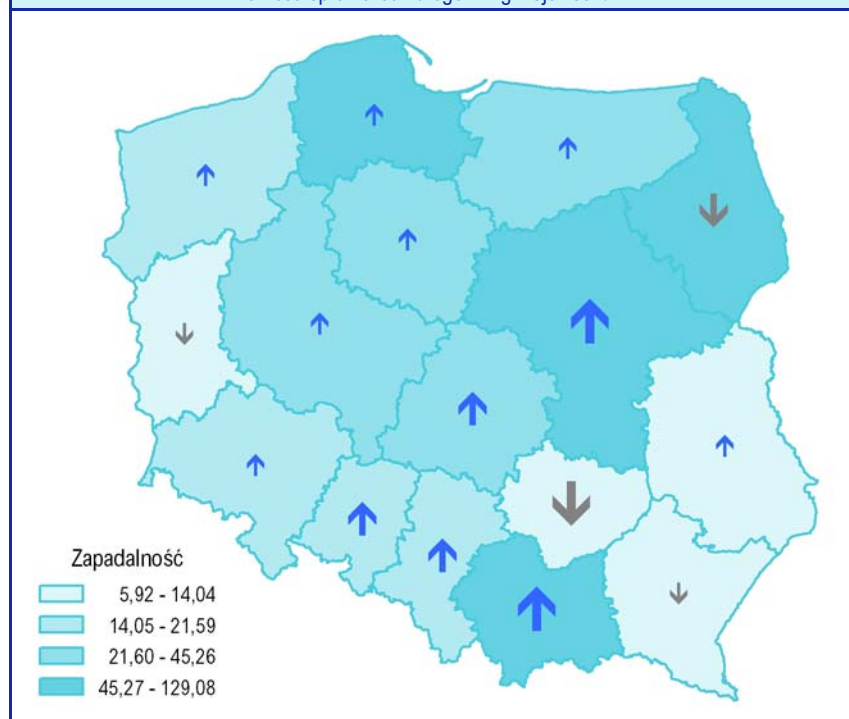 Zapadalność
5,92 - 14,04
14,05 - 21,59
21,60 - 45,26
45,27 - 129,08